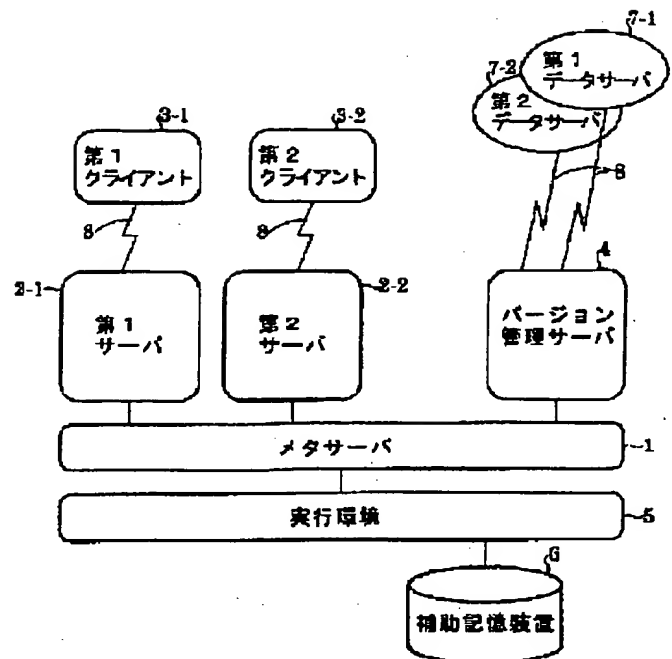 7-1
第1
データサーバ
7-2
第2
データサーバ
3-1
第1
クライアント
3-2
第2
クライアント
8
8
8
2-1
第1
サーバ
2-2
第2
サーバ
4
バージョン
管理サーバ
メタサーバ
1
実行環境
5
6
補助記憶装置